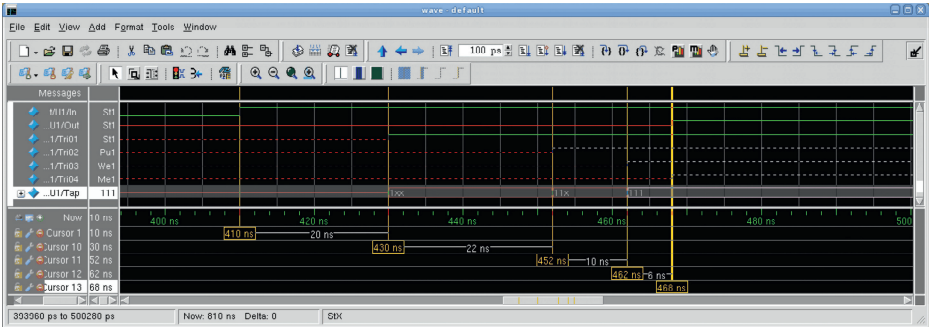 wave - default
File Edit View Add Format Tools Window
100 ps
Messages
t/U1/In St1
...U1/Out St1
...1/Tri01 St1
...1/Tri02 Pu1
...1/Tri03 We1
...1/Tri04 Me1
...U1/Tap 111 1xx 11x 111
Now 10 ns 400 ns 420 ns 440 ns 460 ns 480 ns 500
Cursor 1 10 ns 410 ns 20 ns
Cursor 10 30 ns 430 ns 22 ns
Cursor 11 52 ns 452 ns 10 ns
Cursor 12 62 ns 462 ns 6 ns
Cursor 13 68 ns 468 ns
393960 ps to 500280 ps Now: 810 ns Delta: 0 StX